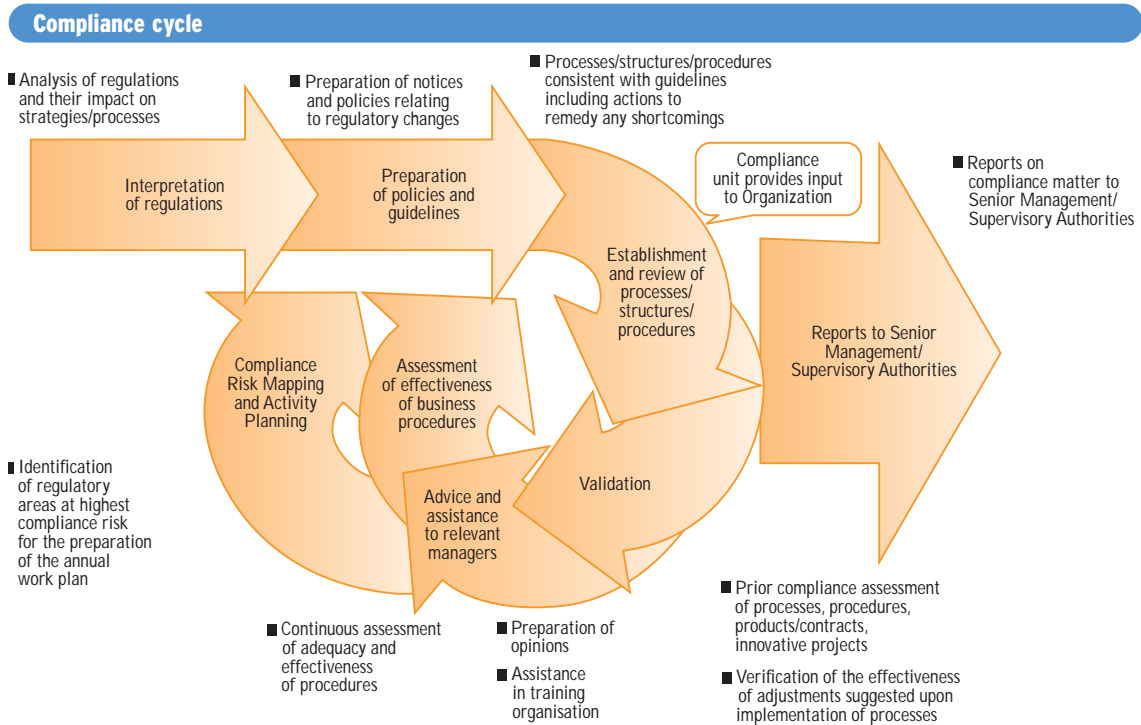 Compliance cycle
■ Analysis of regulations
and their impact on
strategies/processes
■ Preparation of notices
and policies relating
to regulatory changes
■ Processes/structures/procedures
consistent with guidelines
including actions to
remedy any shortcomings
Interpretation
of regulations
Preparation
of policies and
guidelines
Compliance
unit provides input
to Organization
■ Reports on
compliance matter to
Senior Management/
Supervisory Authorities
Establishment
and review of
processes/
structures/
procedures
Reports to Senior
Management/
Supervisory Authorities
Compliance
Risk Mapping
and Activity
Planning
Assessment
of effectiveness
of business
procedures
■ Identification
of regulatory
areas at highest
compliance risk
for the preparation
of the annual
work plan
Advice and
assistance
to relevant
managers
Validation
■ Continuous assessment
of adequacy and
effectiveness
of procedures
■ Preparation of
opinions
■ Assistance
in training
organisation
■ Prior compliance assessment
of processes, procedures,
products/contracts,
innovative projects
■ Verification of the effectiveness
of adjustments suggested upon
implementation of processes